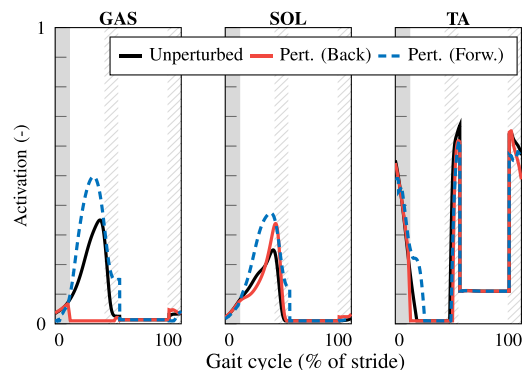 GAS SOL TA
1
Unperturbed Pert. (Back) Pert. (Forw.)
Activation (-)
0
0 100 0 100 0 100
Gait cycle (% of stride)